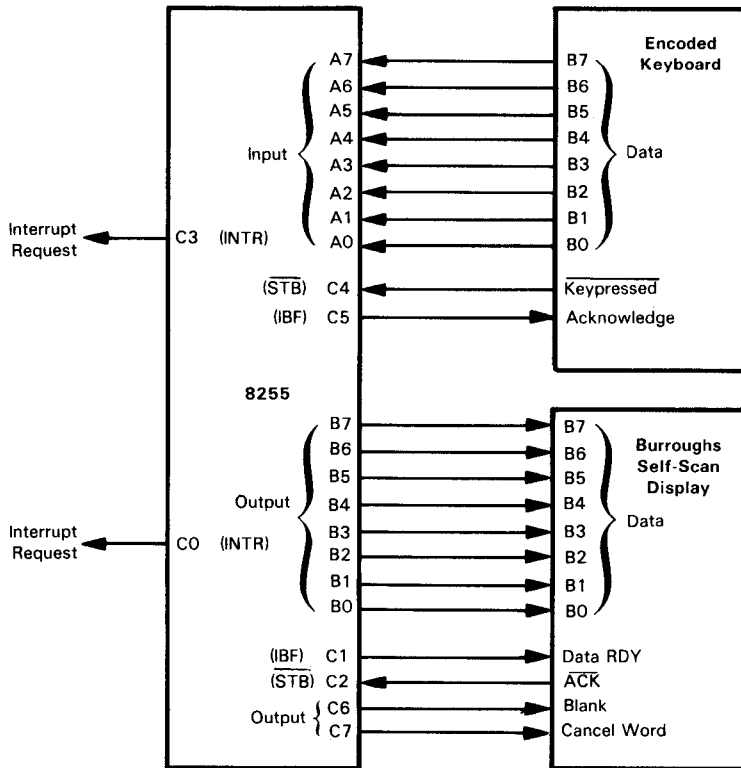 Encoded
Keyboard
A7 B7
A6 B6
A5 B5
A4 B4
Input Data
A3 B3
A2 B2
A1 B1
A0 B0
Interrupt
Request
C3 (INTR)
(STB) C4 Keypressed
(IBF) C5 Acknowledge
8255
Burroughs
Self-Scan
Display
B7 B7
B6 B6
B5 B5
Output Data
B4 B4
B3 B3
B2 B2
B1 B1
B0 B0
Interrupt
Request
C0 (INTR)
(IBF) C1 Data RDY
(STB) C2 ACK
Output C6 Blank
C7 Cancel Word